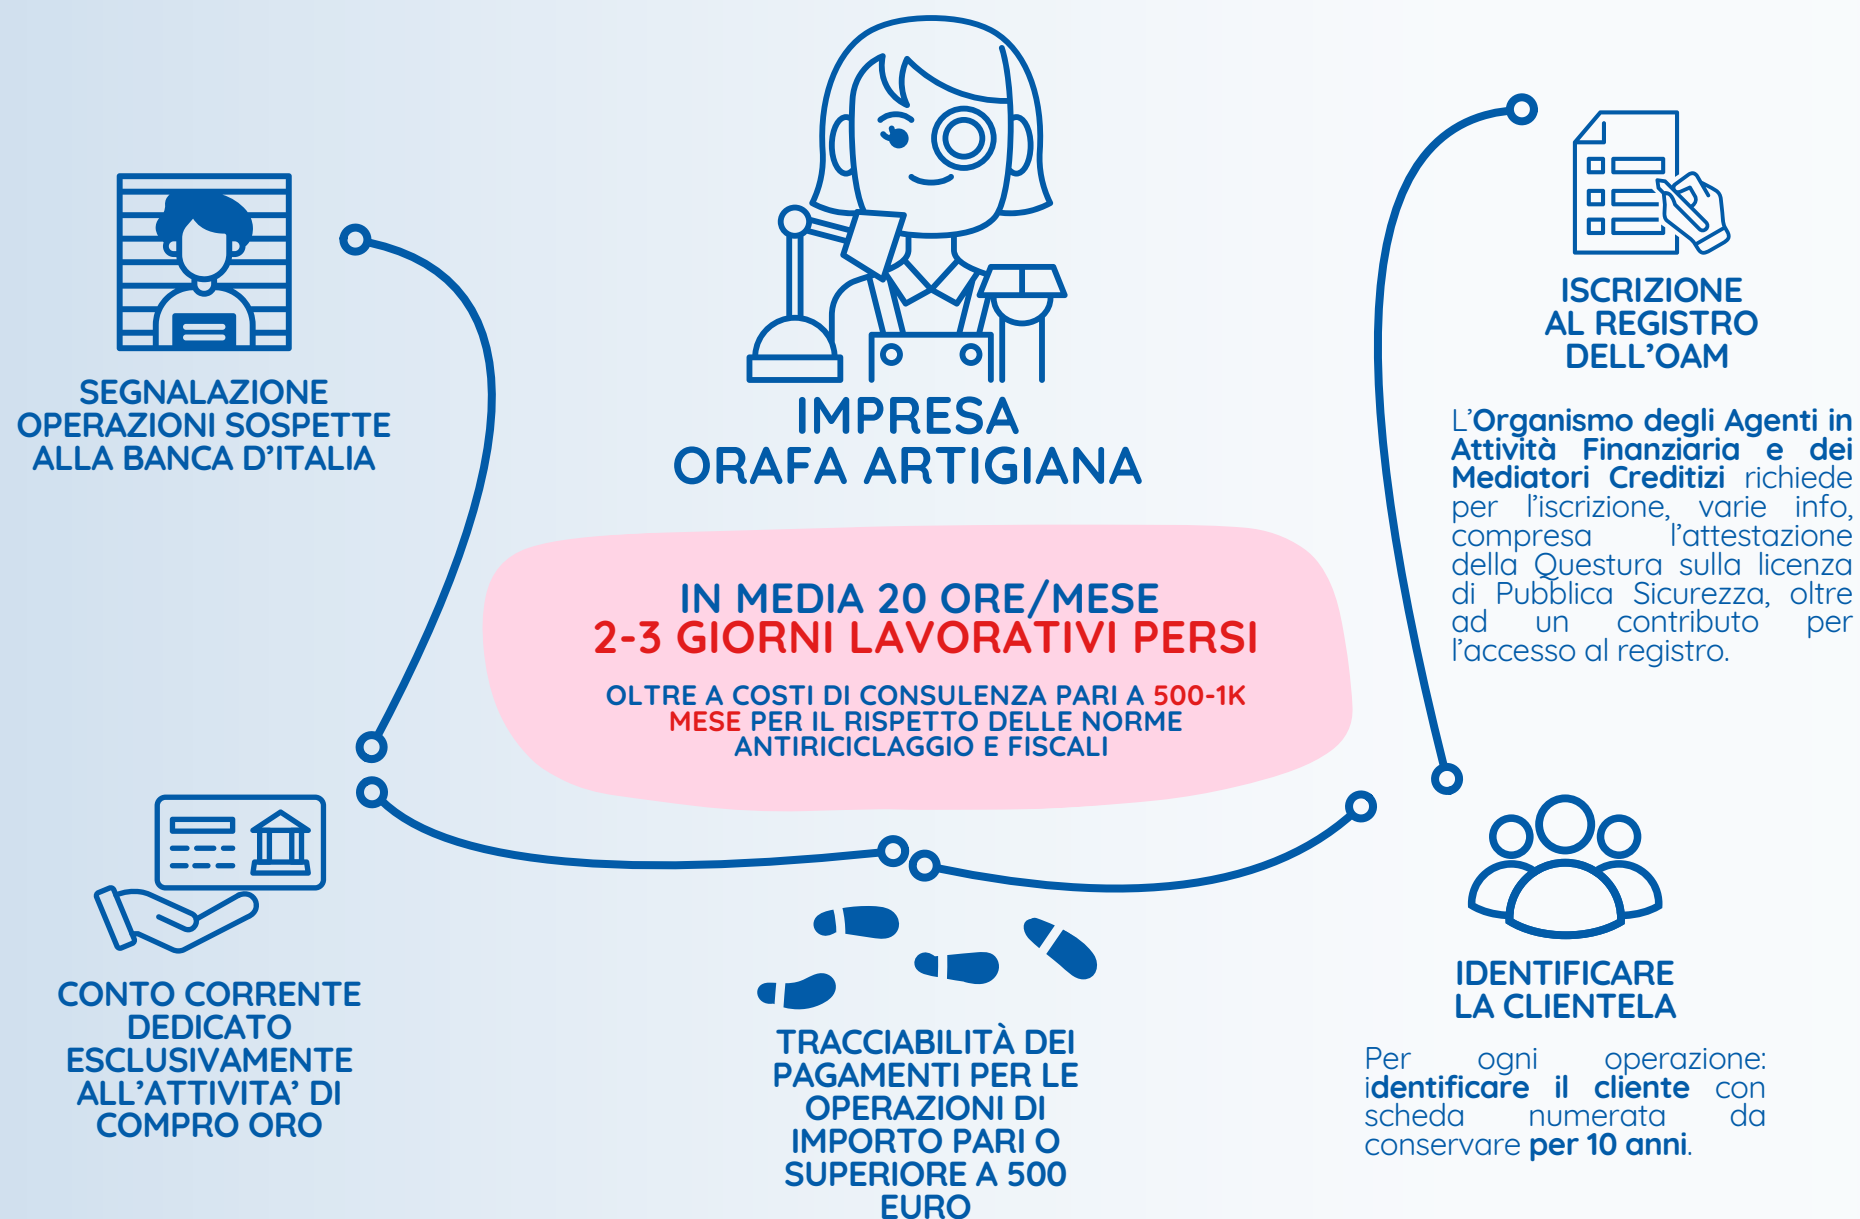 IMPRESA
ORAFA ARTIGIANA
SEGNALAZIONE
OPERAZIONI SOSPETTE
ALLA BANCA D'ITALIA
ISCRIZIONE
AL REGISTRO
DELL'OAM
L'Organismo degli Agenti in
Attività Finanziaria e dei
Mediatori Creditizi richiede
per l'iscrizione, varie info,
compresa l'attestazione
della Questura sulla licenza
di Pubblica Sicurezza, oltre
ad un contributo per
l'accesso al registro.
IN MEDIA 20 ORE/MESE
2-3 GIORNI LAVORATIVI PERSI
OLTRE A COSTI DI CONSULENZA PARI A 500-1K
MESE PER IL RISPETTO DELLE NORME
ANTIRICICLAGGIO E FISCALI
CONTO CORRENTE
DEDICATO
ESCLUSIVAMENTE
ALL'ATTIVITA' DI
COMPRO ORO
TRACCIABILITÀ DEI
PAGAMENTI PER LE
OPERAZIONI DI
IMPORTO PARI O
SUPERIORE A 500
EURO
IDENTIFICARE
LA CLIENTELA
Per ogni operazione:
identificare il cliente con
scheda numerata da
conservare per 10 anni.